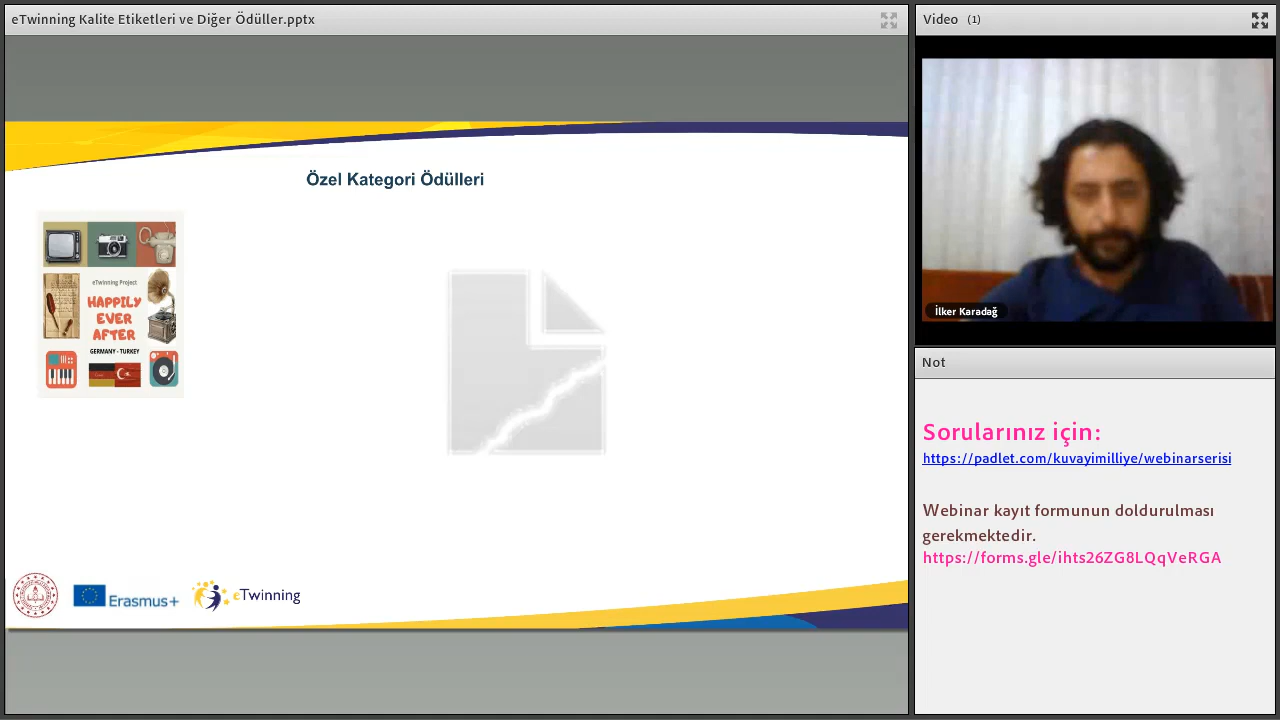 eTwinning Kalite Etiketleri ve Diğer Ödüller.pptx
Özel Kategori Ödülleri
eTwinning Project
HAPPILY
EVER
AFTER
GERMANY - TURKEY
Erasmus+
eTwinning
Video (1)
İlker Karadağ
Not
Sorularınız için:
https://padlet.com/kuvayimilliye/webinarserisi
Webinar kayıt formunun doldurulması
gerekmektedir.
https://forms.gle/ihts26ZG8LQqVeRGA